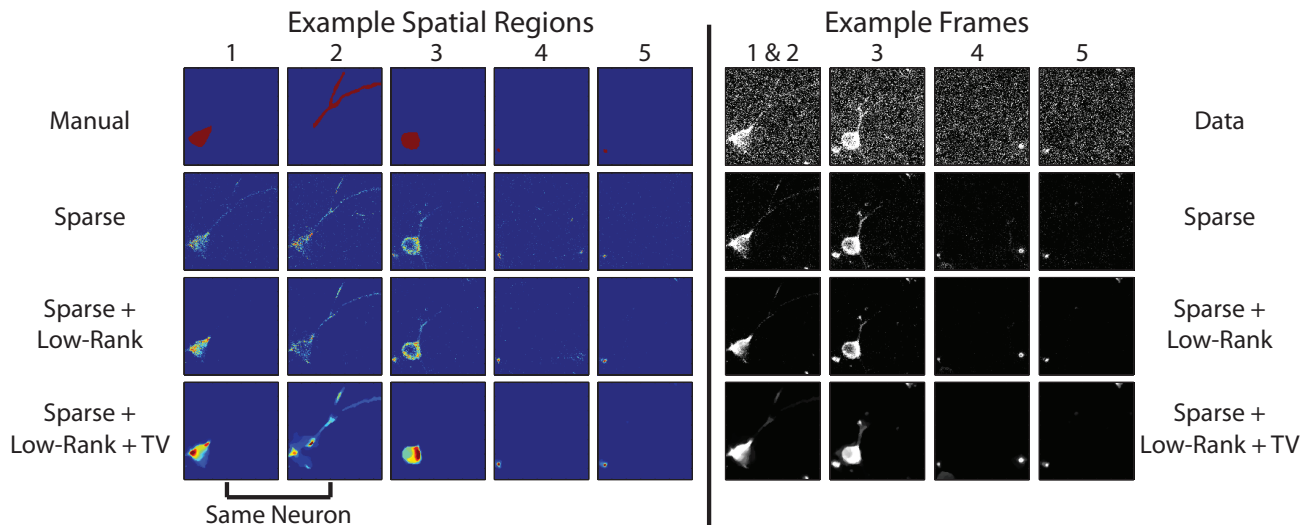 Example Spatial Regions
1 2 3 4 5
Manual
Sparse
Sparse +
Low-Rank
Sparse +
Low-Rank + TV
Same Neuron
Example Frames
1 & 2 3 4 5
Data
Sparse
Sparse +
Low-Rank
Sparse +
Low-Rank + TV